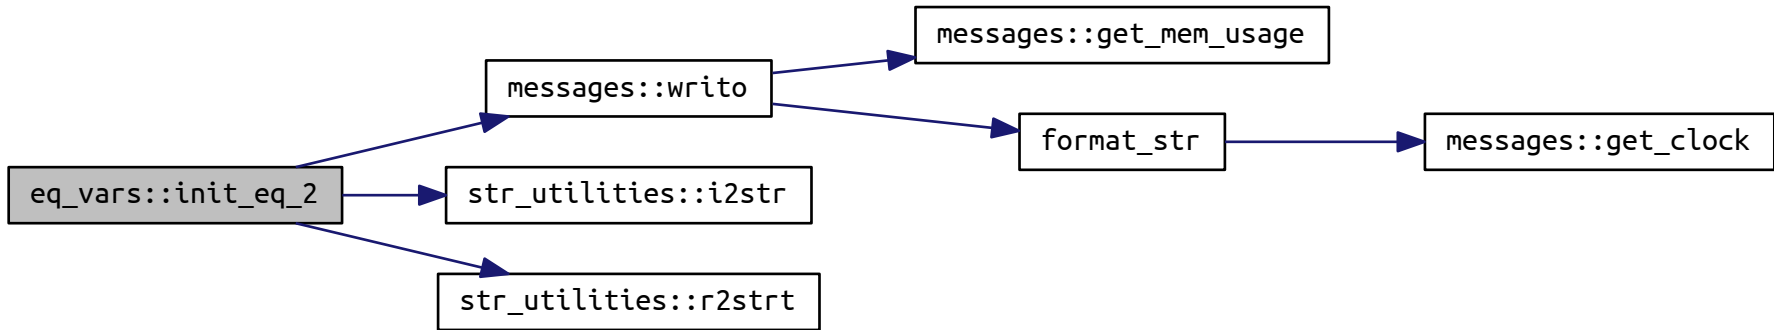 messages::get_mem_usage
messages::writo
format_str
messages::get_clock
eq_vars::init_eq_2
str_utilities::i2str
str_utilities::r2strt